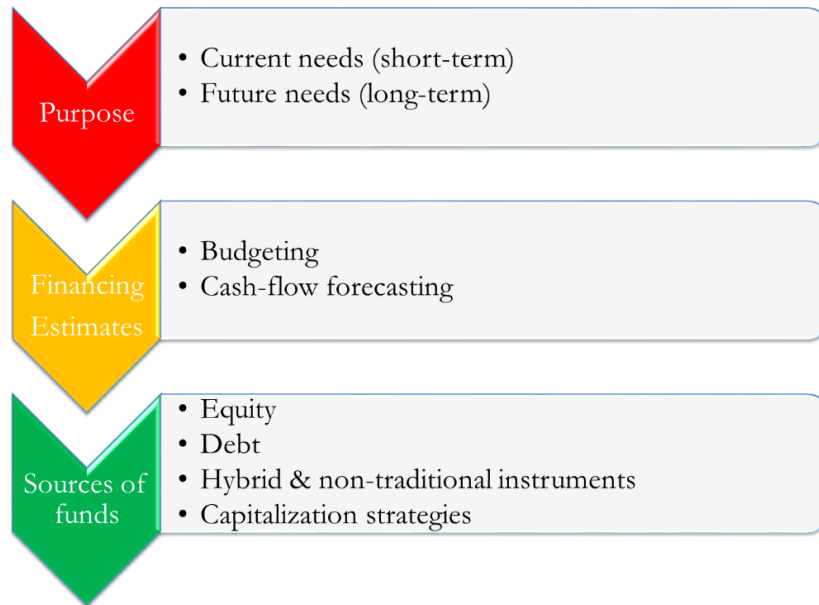 Purpose
• Current needs (short-term)
• Future needs (long-term)
Financing
Estimates
• Budgeting
• Cash-flow forecasting
Sources of
funds
• Equity
• Debt
• Hybrid & non-traditional instruments
• Capitalization strategies